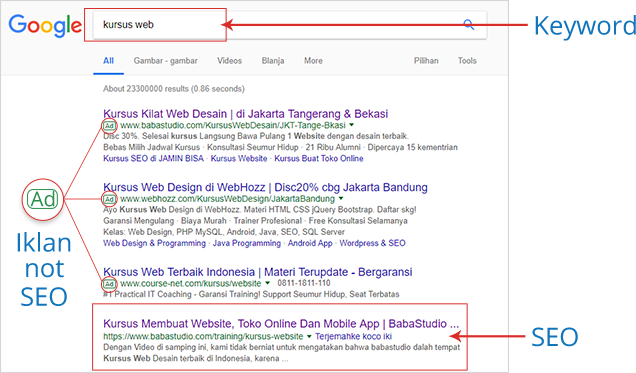 Google
kursus web
Keyword
All Gambar - gambar Videos Blanja More Pilihan Tools
About 23300000 results (0.86 seconds)
Kursus Kilat Web Desain | di Jakarta Tangerang & Bekasi
Ad www.babastudio.com/KursusWebDesain/JKT-Tange-Bkasi
Disc 30%. Selesai kursus Langsung Bawa Pulang 1 Website dengan desain terbaik.
Bebas Milih Jadwal Kursus · Konsultasi Seumur Hidup · 21 Ribu Alumni · Dipercaya 15 kementrian
Kursus SEO di JAMIN BISA · Kursus Website · Kursus Buat Toko Online
Ad
Iklan
not
SEO
Kursus Web Design di WebHozz | Disc20% cbg Jakarta Bandung
Ad www.webhozz.com/KursusWebDesign/JakartaBandung
Ayo Kursus Web Design di WebHozz. Materi HTML CSS jQuery Bootstrap. Daftar skg!
Garansi Mengulang · Biaya Murah · Trainer Profesional · Free Konsultasi Selamanya
Kelas: Web Design, PHP MySQL, Android, Java, SEO, SQL Server
Web Design & Programming · Java Programming · Android App · Wordpress & SEO
Kursus Web Terbaik Indonesia | Materi Terupdate - Bergaransi
Ad www.course-net.com/kursus/website 0811-1811-110
#1 Practical IT Coaching - Garansi Training! Support Seumur Hidup, Seat Terbatas
Kursus Membuat Website, Toko Online Dan Mobile App | BabaStudio ...
https://www.babastudio.com/training/kursus-website Terjemahke koco iki
Dengan Video di samping ini, kami tidak berniat untuk mengatakan bahwa babastudio dalah tempat
Kursus Web Desain terbaik di Indonesia, karena ...
SEO